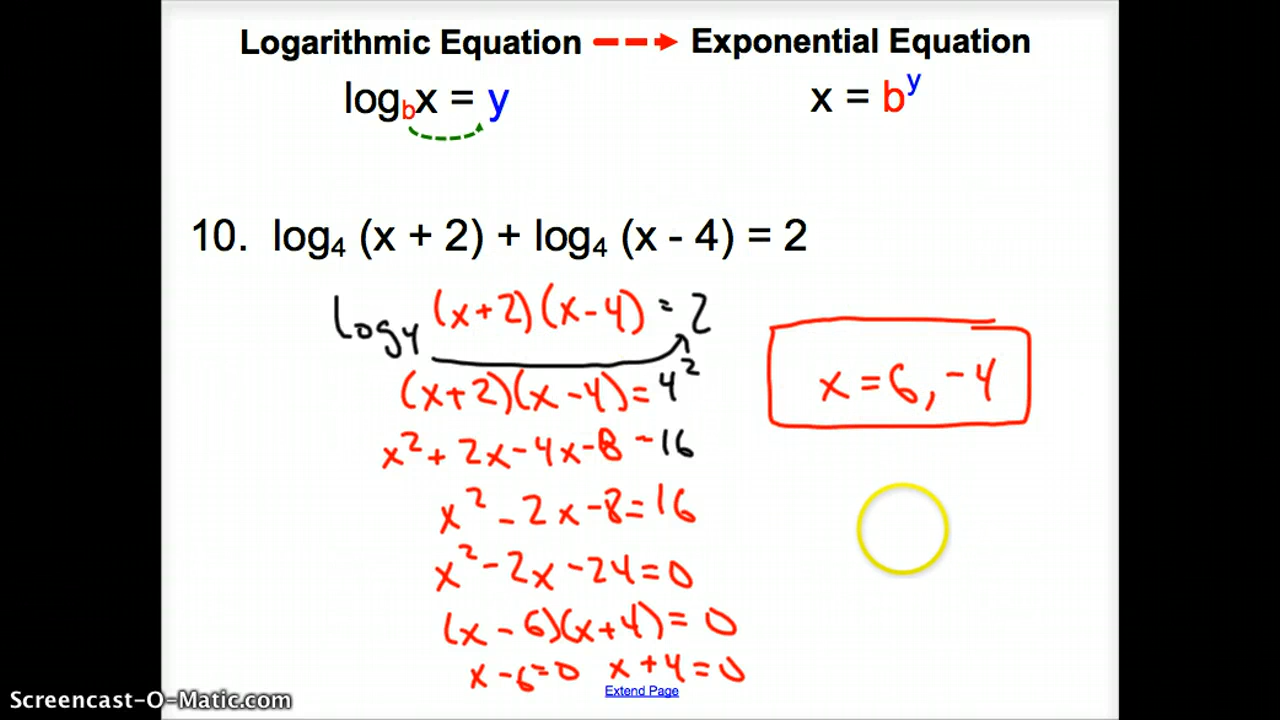 Logarithmic Equation Exponential Equation
log_b x = y x = b^y
10. log₄ (x + 2) + log₄ (x - 4) = 2
log₄ (x+2)(x-4) = 2
(x+2)(x-4) = 4²
x = 6, -4
x² + 2x - 4x - 8 - 16
x² - 2x - 8 = 16
x² - 2x - 24 = 0
(x - 6)(x + 4) = 0
x - 6 = 0 x + 4 = 0
Extend Page
Screencast-O-Matic.com